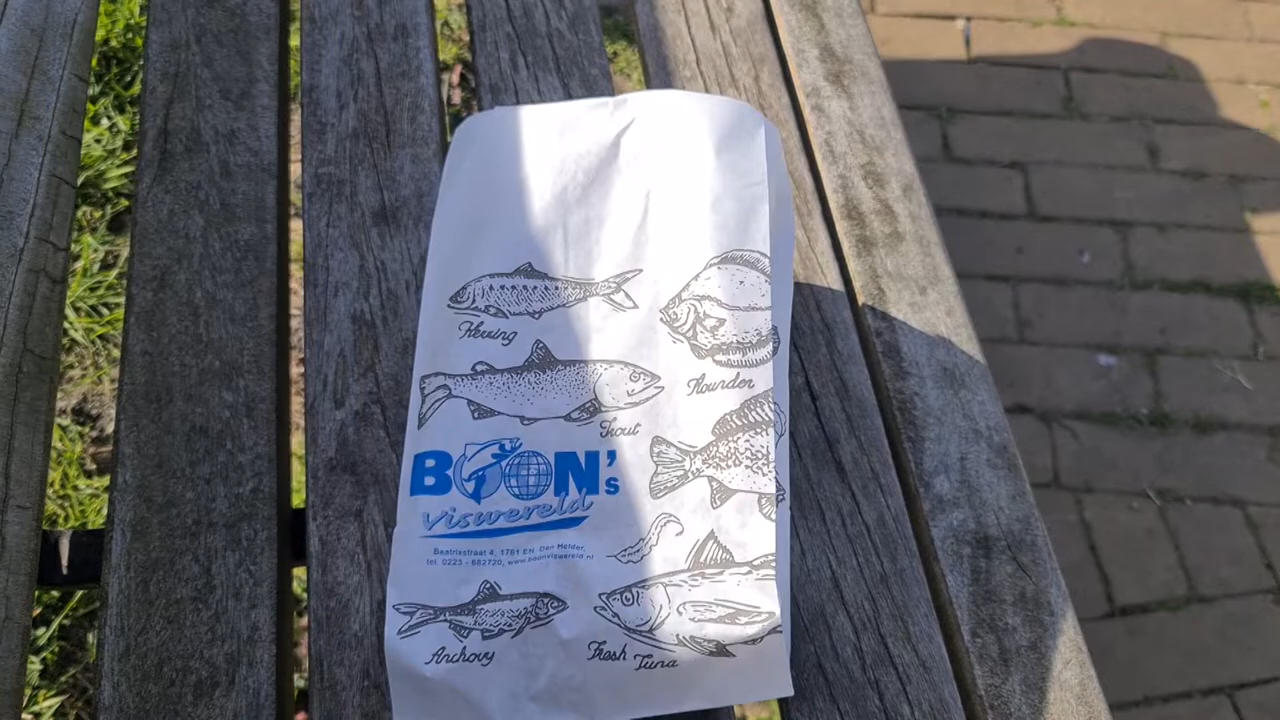 Herring
Flounder
Trout
BOON's
viswereld
Beatrixstraat 4, 1781 EN Den Helder,
tel. 0223 - 682720, www.boonviswereld.nl
Anchovy
Fresh Tuna